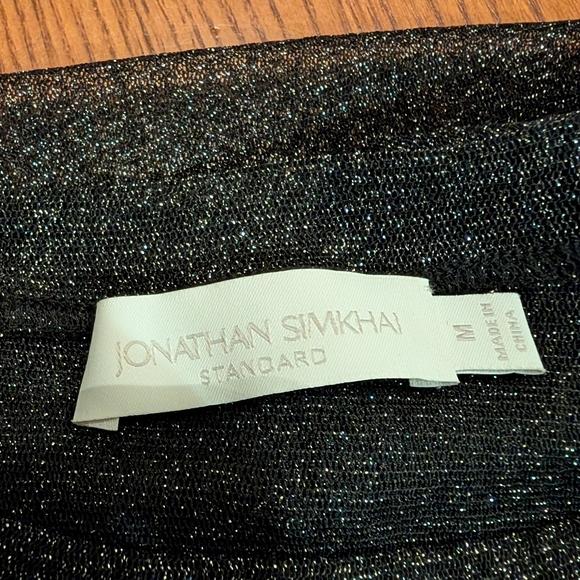 JONATHAN SIMKHAI
STANDARD
M
MADE IN
CHINA